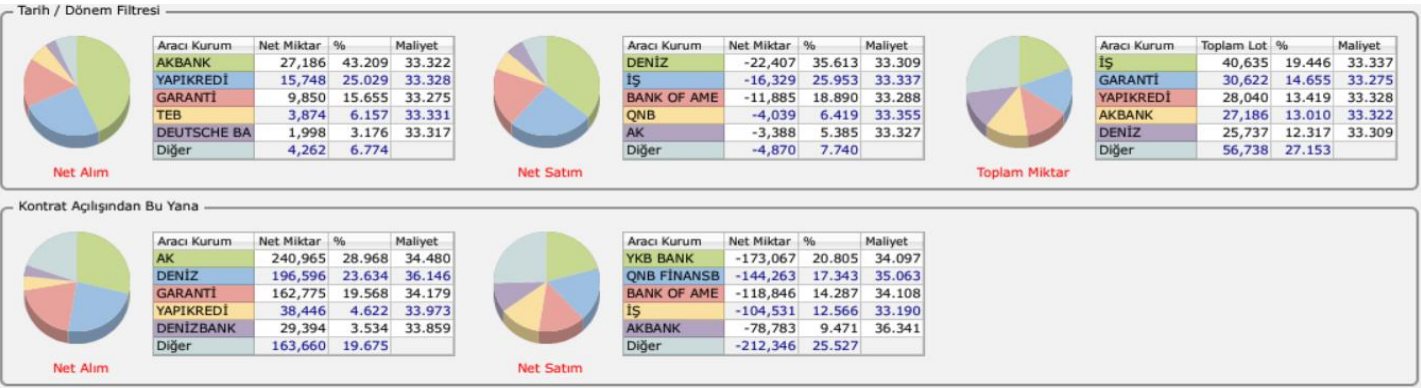 Tarih / Dönem Filtresi
Aracı Kurum Net Miktar % Maliyet
AKBANK 27,186 43.209 33.322
YAPIKREDİ 15,748 25.029 33.328
GARANTİ 9,850 15.655 33.275
TEB 3,874 6.157 33.331
DEUTSCHE BA 1,998 3.176 33.317
Diğer 4,262 6.774
Net Alım
Aracı Kurum Net Miktar % Maliyet
DENİZ -22,407 35.613 33.309
İŞ -16,329 25.953 33.337
BANK OF AME -11,885 18.890 33.288
QNB -4,039 6.419 33.355
AK -3,388 5.385 33.327
Diğer -4,870 7.740
Net Satım
Aracı Kurum Toplam Lot % Maliyet
İŞ 40,635 19.446 33.337
GARANTİ 30,622 14.655 33.275
YAPIKREDİ 28,040 13.419 33.328
AKBANK 27,186 13.010 33.322
DENİZ 25,737 12.317 33.309
Diğer 56,738 27.153
Toplam Miktar
Kontrat Açılışından Bu Yana
Aracı Kurum Net Miktar % Maliyet
AK 240,965 28.968 34.480
DENİZ 196,596 23.634 36.146
GARANTİ 162,775 19.568 34.179
YAPIKREDİ 38,446 4.622 33.973
DENİZBANK 29,394 3.534 33.859
Diğer 163,660 19.675
Net Alım
Aracı Kurum Net Miktar % Maliyet
YKB BANK -173,067 20.805 34.097
QNB FİNANSB -144,263 17.343 35.063
BANK OF AME -118,846 14.287 34.108
İŞ -104,531 12.566 33.190
AKBANK -78,783 9.471 36.341
Diğer -212,346 25.527
Net Satım